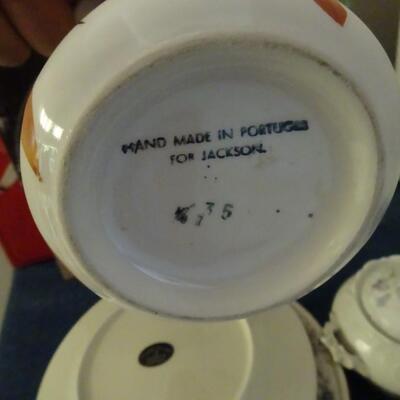 HAND MADE IN PORTUGAL
FOR JACKSON.